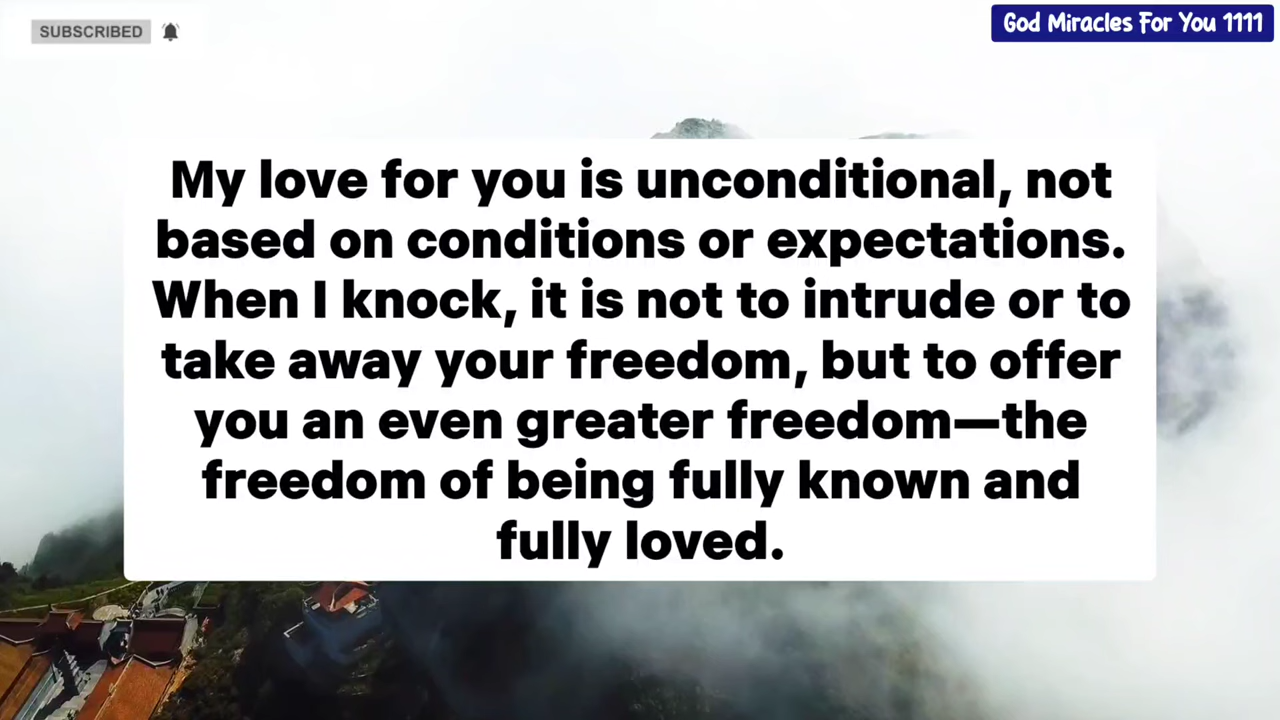 SUBSCRIBED
God Miracles For You 1111
My love for you is unconditional, not
based on conditions or expectations.
When I knock, it is not to intrude or to
take away your freedom, but to offer
you an even greater freedom—the
freedom of being fully known and
fully loved.